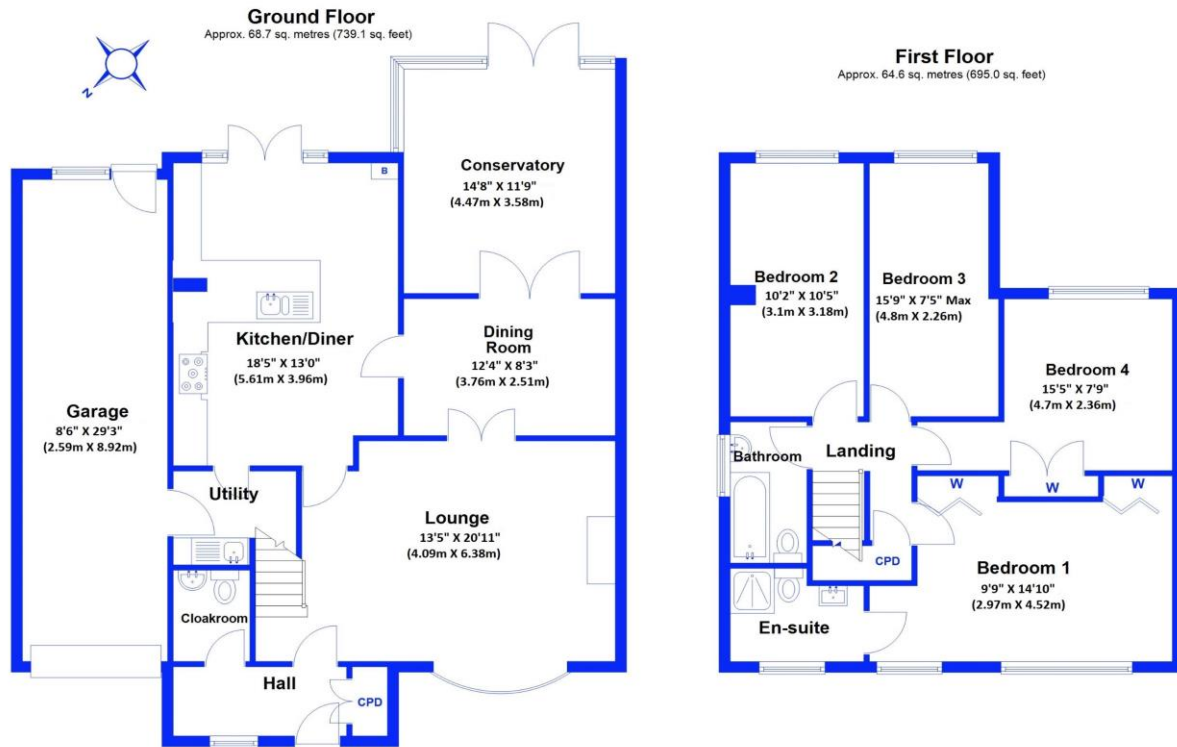 Ground Floor
Approx. 68.7 sq. metres (739.1 sq. feet)
N
Conservatory
14'8" X 11'9"
(4.47m X 3.58m)
B
Kitchen/Diner
18'5" X 13'0"
(5.61m X 3.96m)
Dining
Room
12'4" X 8'3"
(3.76m X 2.51m)
Garage
8'6" X 29'3"
(2.59m X 8.92m)
Utility
Lounge
13'5" X 20'11"
(4.09m X 6.38m)
Cloakroom
Hall
CPD
First Floor
Approx. 64.6 sq. metres (695.0 sq. feet)
Bedroom 2
10'2" X 10'5"
(3.1m X 3.18m)
Bedroom 3
15'9" X 7'5" Max
(4.8m X 2.26m)
Bedroom 4
15'5" X 7'9"
(4.7m X 2.36m)
Bathroom
Landing
W
W
W
CPD
Bedroom 1
9'9" X 14'10"
(2.97m X 4.52m)
En-suite